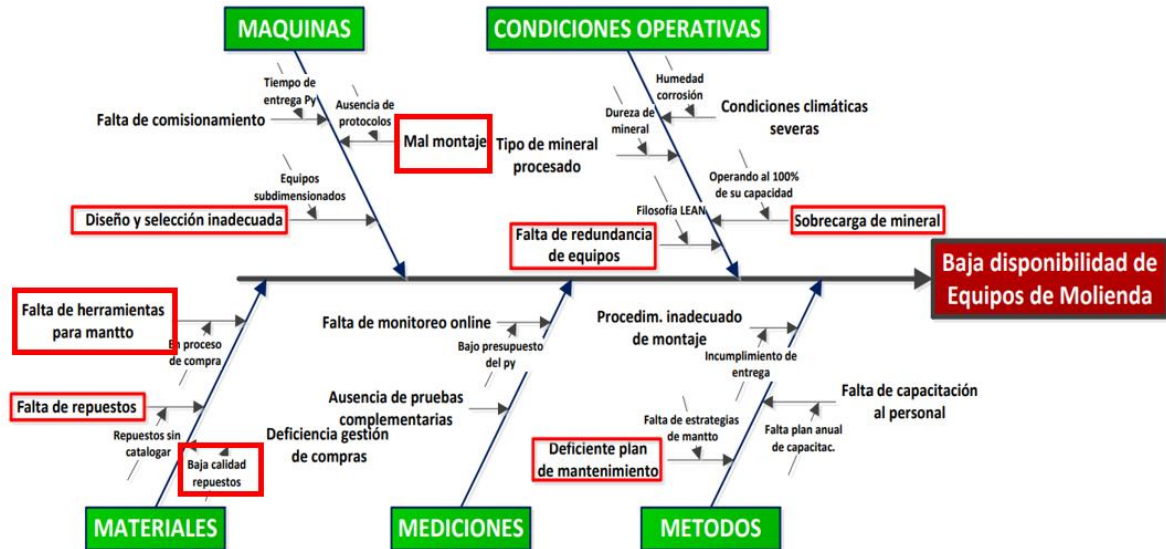 MAQUINAS
CONDICIONES OPERATIVAS
Tiempo de
entrega Py
Falta de comisionamiento
Ausencia de
protocolos
Mal montaje
Equipos
subdimensionados
Diseño y selección inadecuada
Humedad
corrosión
Condiciones climáticas
severas
Dureza de
mineral
Tipo de mineral
procesado
Operando al 100%
de su capacidad
Sobrecarga de mineral
Filosofía LEAN
Falta de redundancia
de equipos
Baja disponibilidad de
Equipos de Molienda
Falta de herramientas
para mantto
En proceso
de compra
Falta de repuestos
Repuestos sin
catalogar
Deficiencia gestión
de compras
Baja calidad
repuestos
Falta de monitoreo online
Bajo presupuesto
del py
Ausencia de pruebas
complementarias
Procedim. inadecuado
de montaje
Incumplimiento de
entrega
Falta de capacitación
al personal
Falta plan anual
de capacitac.
Falta de estrategias
de mantto
Deficiente plan
de mantenimiento
MATERIALES
MEDICIONES
METODOS